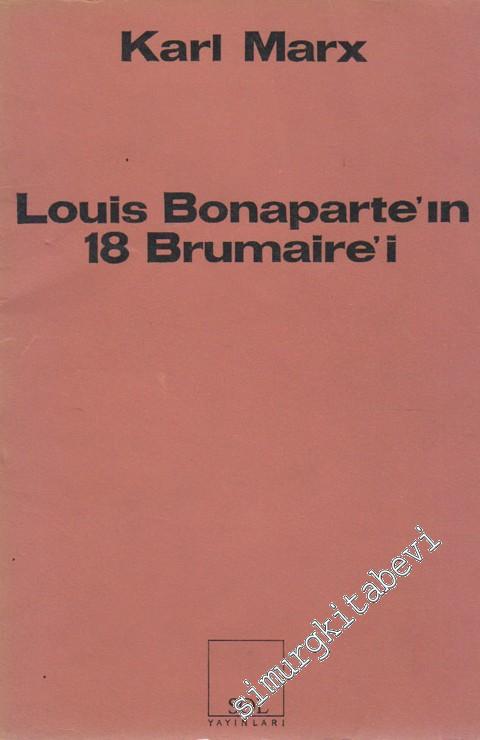 Karl Marx
Louis Bonaparte'ın
18 Brumaire'i
SOL
YAYINLARI
simurgkitabevi